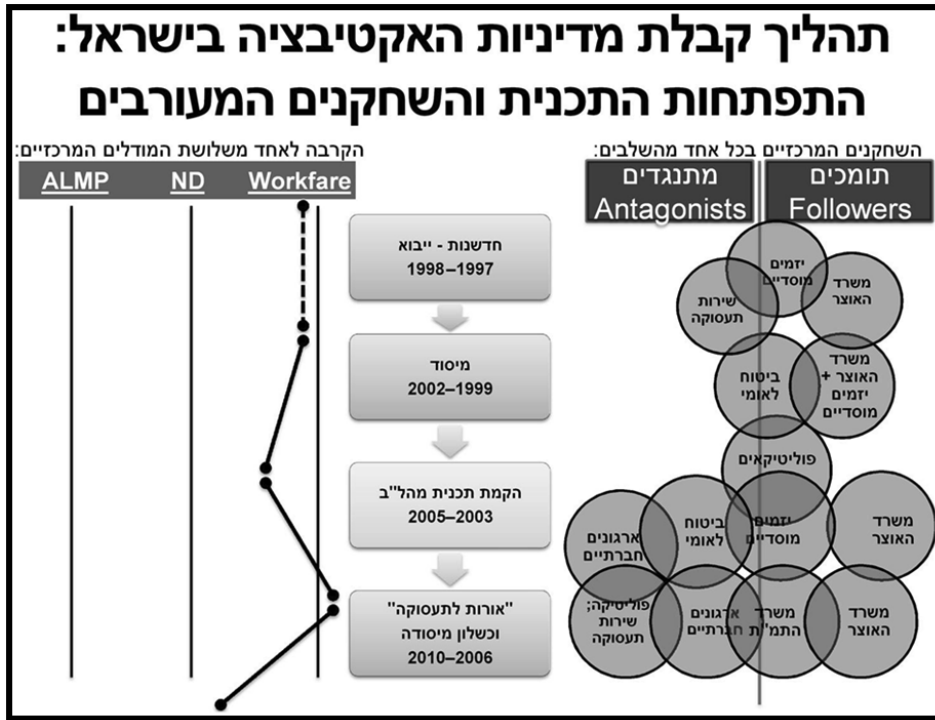 תהליך קבלת מדיניות האקטיבציה בישראל:
התפתחות התכנית והשחקנים המעורבים
השחקנים המרכזיים בכל אחד מהשלבים:
תומכים
Followers
מתנגדים
Antagonists
יזמים
מוסדיים
משרד
האוצר
שירות
תעסוקה
משרד
האוצר +
יזמים
מוסדיים
ביטוח
לאומי
פוליטיקאים
משרד
האוצר
יזמים
מוסדיים
ביטוח
לאומי
ארגונים
חברתיים
משרד
האוצר
משרד
התמ"ת
ארגונים
חברתיים
פוליטיקה;
שירות
תעסוקה
חדשנות - ייבוא
1998–1997
מיסוד
2002–1999
הקמת תכנית מהל"ב
2005–2003
"אורות לתעסוקה"
וכשלון מיסודה
2010–2006
הקרבה לאחד משלושת המודלים המרכזיים:
ALMP ND Workfare